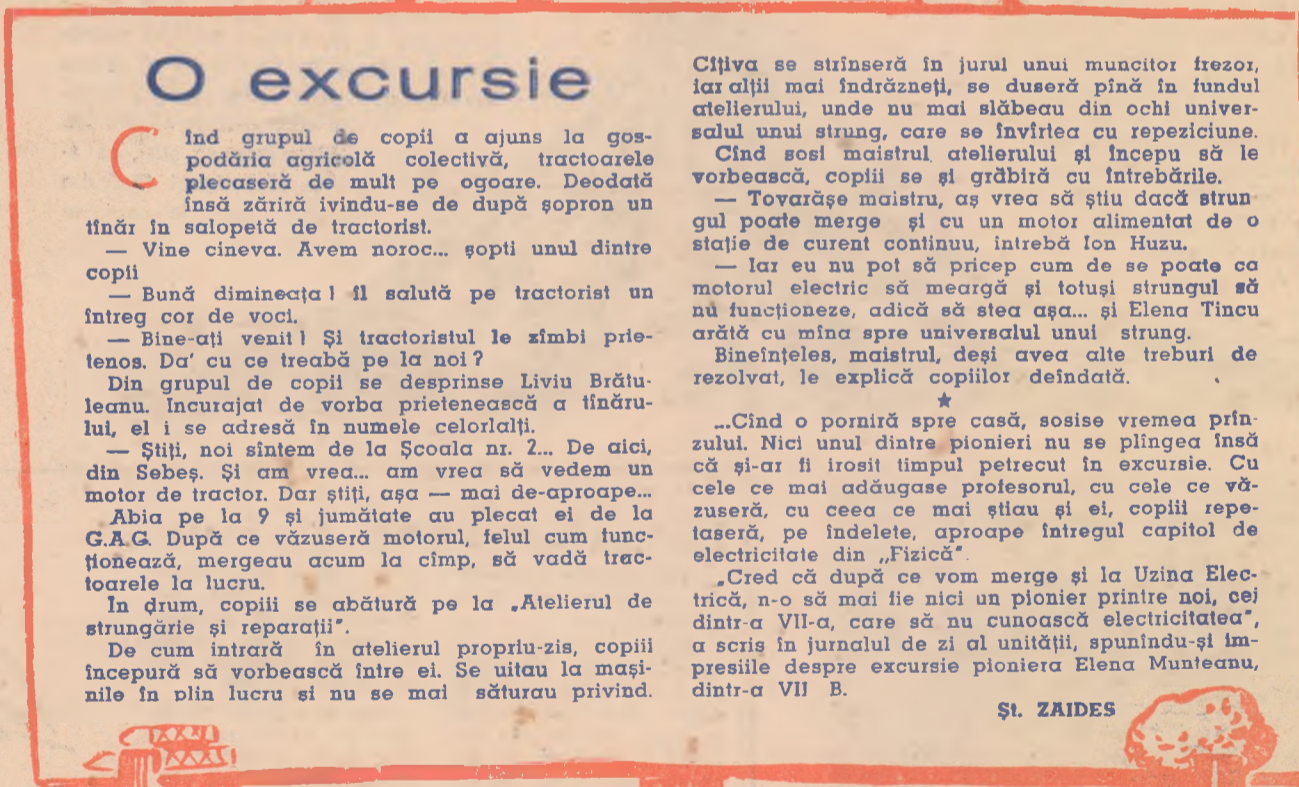 O excursie
Cînd grupul de copii a ajuns la gos-
podăria agricolă colectivă, tractoarele
plecaseră de mult pe ogoare. Deodată
însă zăriră ivindu-se de după șopron un
tînăr în salopetă de tractorist.
— Vine cineva. Avem noroc... șopti unul dintre
copii
— Bună dimineața! îl salută pe tractorist un
întreg cor de voci.
— Bine-ați venit! Și tractoristul le zîmbi prie-
tenos. Da' cu ce treabă pe la noi?
Din grupul de copii se desprinse Liviu Brătu-
leanu. Incurajat de vorba prietenească a tînăru-
lui, el i se adresă în numele celorlalți.
— Știți, noi sîntem de la Școala nr. 2... De aici,
din Sebeș. Și am vrea... am vrea să vedem un
motor de tractor. Dar știți, așa — mai de-aproape...
Abia pe la 9 și jumătate au plecat ei de la
G.A.C. După ce văzuseră motorul, felul cum func-
ționează, mergeau acum la cîmp, să vadă trac-
toarele la lucru.
În drum, copiii se abătură pe la „Atelierul de
strungărie și reparații".
De cum intrară în atelierul propriu-zis, copiii
începură să vorbească între ei. Se uitau la mași-
nile în plin lucru și nu se mai săturau privind.
Cîțiva se strînseră în jurul unui muncitor frezor,
iar alții mai îndrăzneți, se duseră pînă în fundul
atelierului, unde nu mai slăbeau din ochi univer-
salul unui strung, care se învîrtea cu repeziciune.
Cînd sosi maistrul atelierului și începu să le
vorbească, copiii se și grăbiră cu întrebările.
— Tovarășe maistru, aș vrea să știu dacă strun
gul poate merge și cu un motor alimentat de o
stație de curent continuu, intrebă Ion Huzu.
— Iar eu nu pot să pricep cum de se poate ca
motorul electric să meargă și totuși strungul să
nu funcționeze, adică să stea așa... și Elena Tincu
arătă cu mîna spre universalul unui strung.
Bineînțeles, maistrul, deși avea alte treburi de
rezolvat, le explică copiilor deîndată.
★
...Cînd o porniră spre casă, sosise vremea prîn-
zului. Nici unul dintre pionieri nu se plîngea însă
că și-ar fi irosit timpul petrecut în excursie. Cu
cele ce mai adăugase profesorul, cu cele ce vă-
zuseră, cu ceea ce mai știau și ei, copiii repe-
taseră, pe îndelete, aproape întregul capitol de
electricitate din „Fizică".
„Cred că după ce vom merge și la Uzina Elec-
trică, n-o să mai fie nici un pionier printre noi, cei
dintr-a VII-a, care să nu cunoască electricitatea",
a scris în jurnalul de zi al unității, spunîndu-și im-
presiile despre excursie pioniera Elena Munteanu,
dintr-a VII B.
Șt. ZAIDES